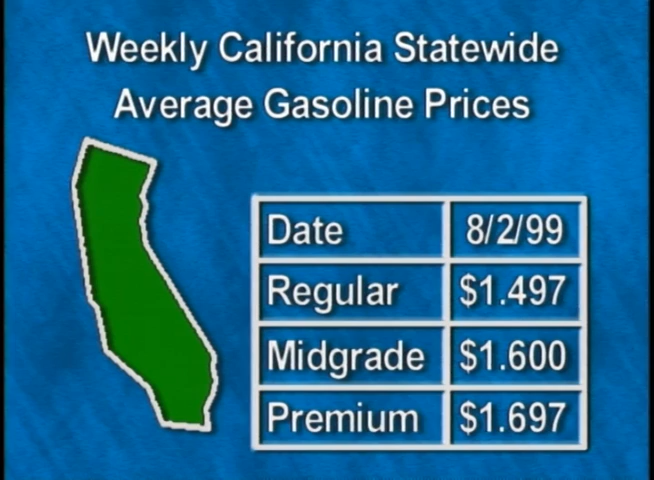 Weekly California Statewide
Average Gasoline Prices
Date 8/2/99
Regular $1.497
Midgrade $1.600
Premium $1.697